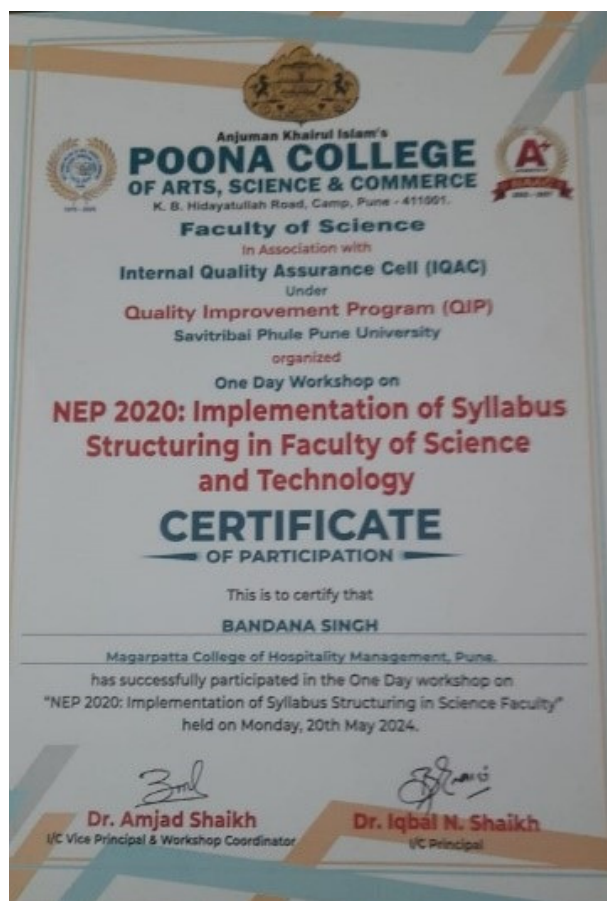 Anjuman Khairul Islam's
POONA COLLEGE
OF ARTS, SCIENCE & COMMERCE
K. B. Hidayatullah Road, Camp, Pune - 411001.
A+
Faculty of Science
In Association with
Internal Quality Assurance Cell (IQAC)
Under
Quality Improvement Program (QIP)
Savitribai Phule Pune University
organized
One Day Workshop on
NEP 2020: Implementation of Syllabus
Structuring in Faculty of Science
and Technology
CERTIFICATE
OF PARTICIPATION
This is to certify that
BANDANA SINGH
Magarpatta College of Hospitality Management, Pune.
has successfully participated in the One Day workshop on
"NEP 2020: Implementation of Syllabus Structuring in Science Faculty"
held on Monday, 20th May 2024.
Dr. Amjad Shaikh
I/C Vice Principal & Workshop Coordinator
Dr. Iqbal N. Shaikh
I/C Principal